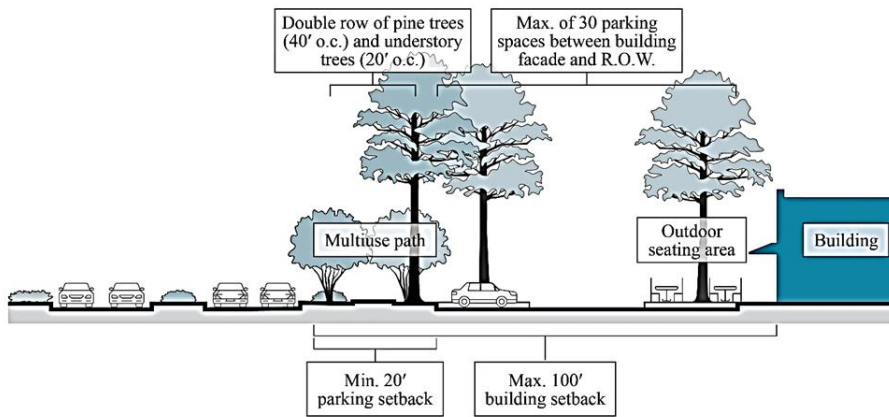 Double row of pine trees
(40′ o.c.) and understory
trees (20′ o.c.)
Max. of 30 parking
spaces between building
facade and R.O.W.
Multiuse path
Outdoor
seating area
Building
Min. 20′
parking setback
Max. 100′
building setback